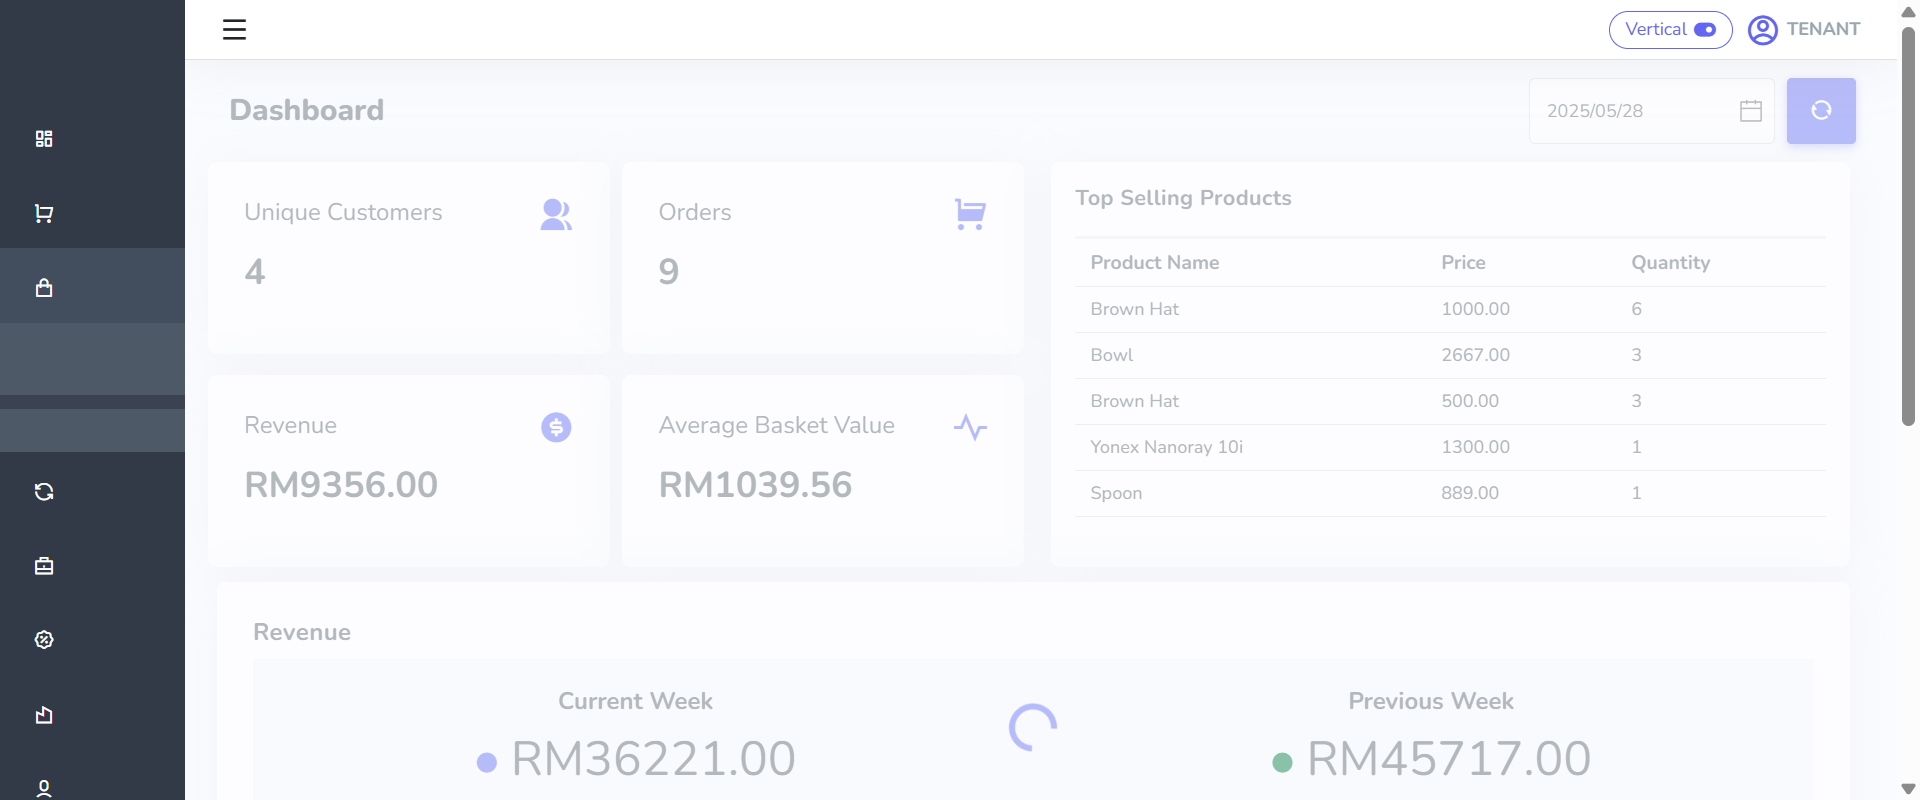 Vertical
TENANT
Dashboard
2025/05/28
Unique Customers
4
Orders
9
Revenue
RM9356.00
Average Basket Value
RM1039.56
Top Selling Products
Product Name Price Quantity
Brown Hat 1000.00 6
Bowl 2667.00 3
Brown Hat 500.00 3
Yonex Nanoray 10i 1300.00 1
Spoon 889.00 1
Revenue
Current Week
RM36221.00
Previous Week
RM45717.00